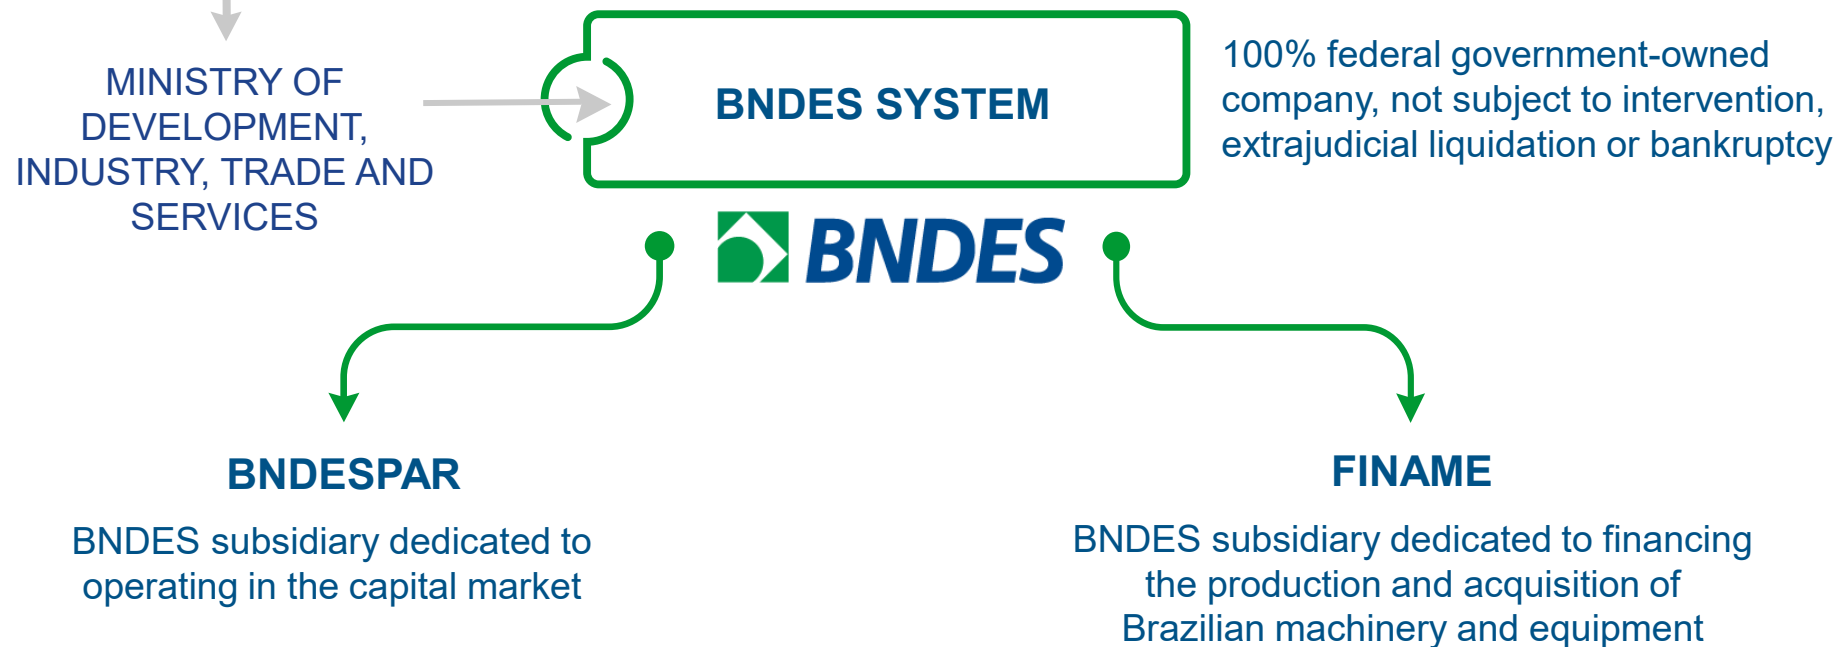 MINISTRY OF
DEVELOPMENT,
INDUSTRY, TRADE AND
SERVICES
BNDES SYSTEM
100% federal government-owned
company, not subject to intervention,
extrajudicial liquidation or bankruptcy
BNDES
BNDESPAR
BNDES subsidiary dedicated to
operating in the capital market
FINAME
BNDES subsidiary dedicated to financing
the production and acquisition of
Brazilian machinery and equipment